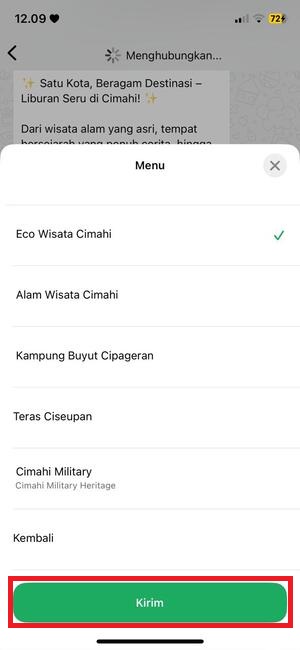 12.09
72
Menghubungkan...
✨ Satu Kota, Beragam Destinasi –
Liburan Seru di Cimahi! ✨
Dari wisata alam yang asri, tempat
bersejarah yang penuh cerita, hingga
Menu
Eco Wisata Cimahi
Alam Wisata Cimahi
Kampung Buyut Cipageran
Teras Ciseupan
Cimahi Military
Cimahi Military Heritage
Kembali
Kirim